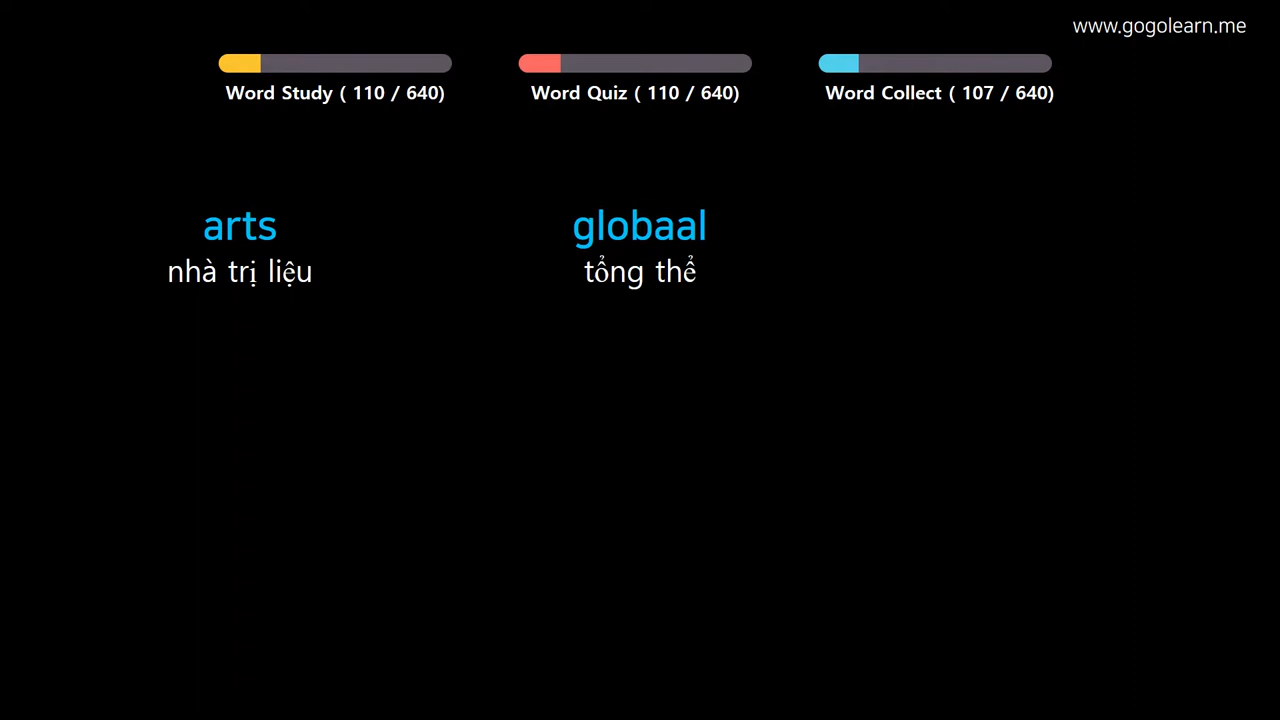 www.gogolearn.me
Word Study ( 110 / 640)
Word Quiz ( 110 / 640)
Word Collect ( 107 / 640)
arts
nhà trị liệu
globaal
tổng thể